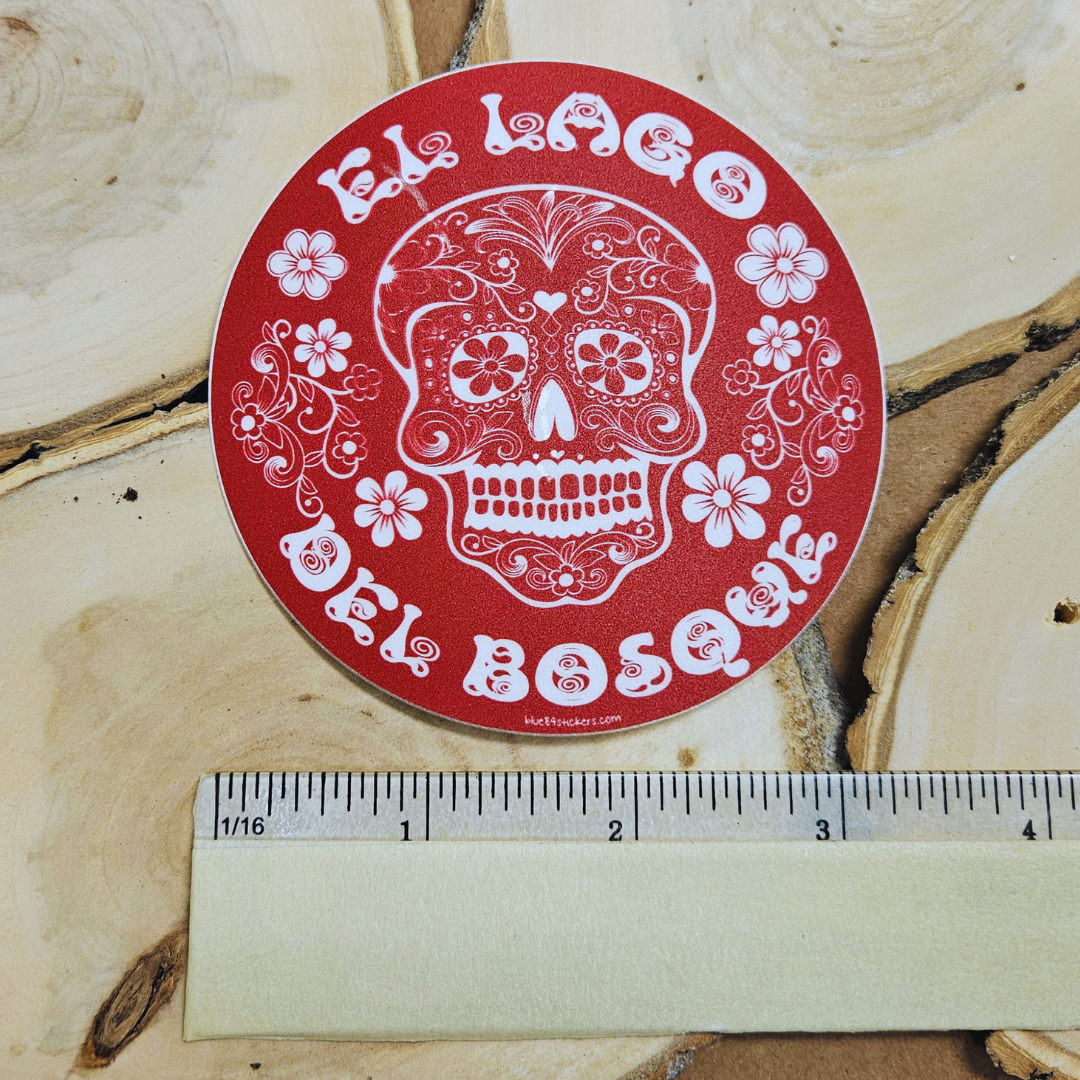 EL LAGO
DEL BOSQUE
blue84stickers.com
1/16 1 2 3 4